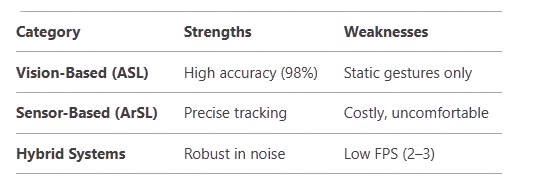 Category Strengths Weaknesses
Vision-Based (ASL) High accuracy (98%) Static gestures only
Sensor-Based (ArSL) Precise tracking Costly, uncomfortable
Hybrid Systems Robust in noise Low FPS (2–3)